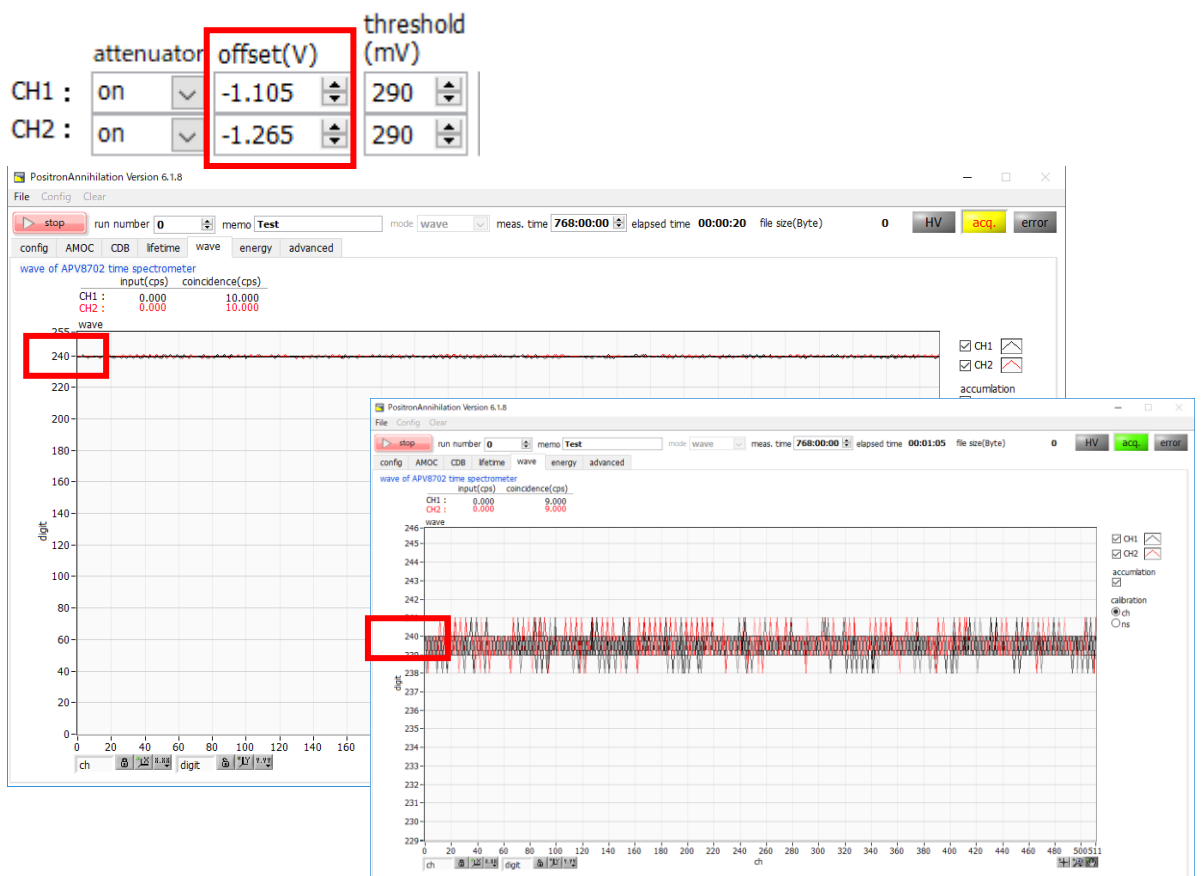 threshold
attenuator offset(V) (mV)
CH1 : on -1.105 290
CH2 : on -1.265 290
PositronAnnihilation Version 6.1.8
File Config Clear
stop run number 0 memo Test mode wave meas. time 768:00:00 elapsed time 00:00:20 file size(Byte) 0 HV acq. error
config AMOC CDB lifetime wave energy advanced
wave of APV8702 time spectrometer
input(cps) coincidence(cps)
CH1 : 0.000 10.000
CH2 : 0.000 10.000
wave
255
240
220
200
180
160
140
120
100
80
60
40
20
0
digit
0 20 40 60 80 100 120 140 160
ch digit
CH1
CH2
accumlation
PositronAnnihilation Version 6.1.8
File Config Clear
stop run number 0 memo Test mode wave meas. time 768:00:00 elapsed time 00:01:05 file size(Byte) 0 HV acq. error
config AMOC CDB lifetime wave energy advanced
wave of APV8702 time spectrometer
input(cps) coincidence(cps)
CH1 : 0.000 9.000
CH2 : 0.000 9.000
wave
246
245
244
243
242
240
238
237
236
235
234
233
232
231
230
229
digit
0 20 40 60 80 100 120 140 160 180 200 220 240 260 280 300 320 340 360 380 400 420 440 460 480 500 511
ch
ch digit
CH1
CH2
accumlation
calibration
ch
ns